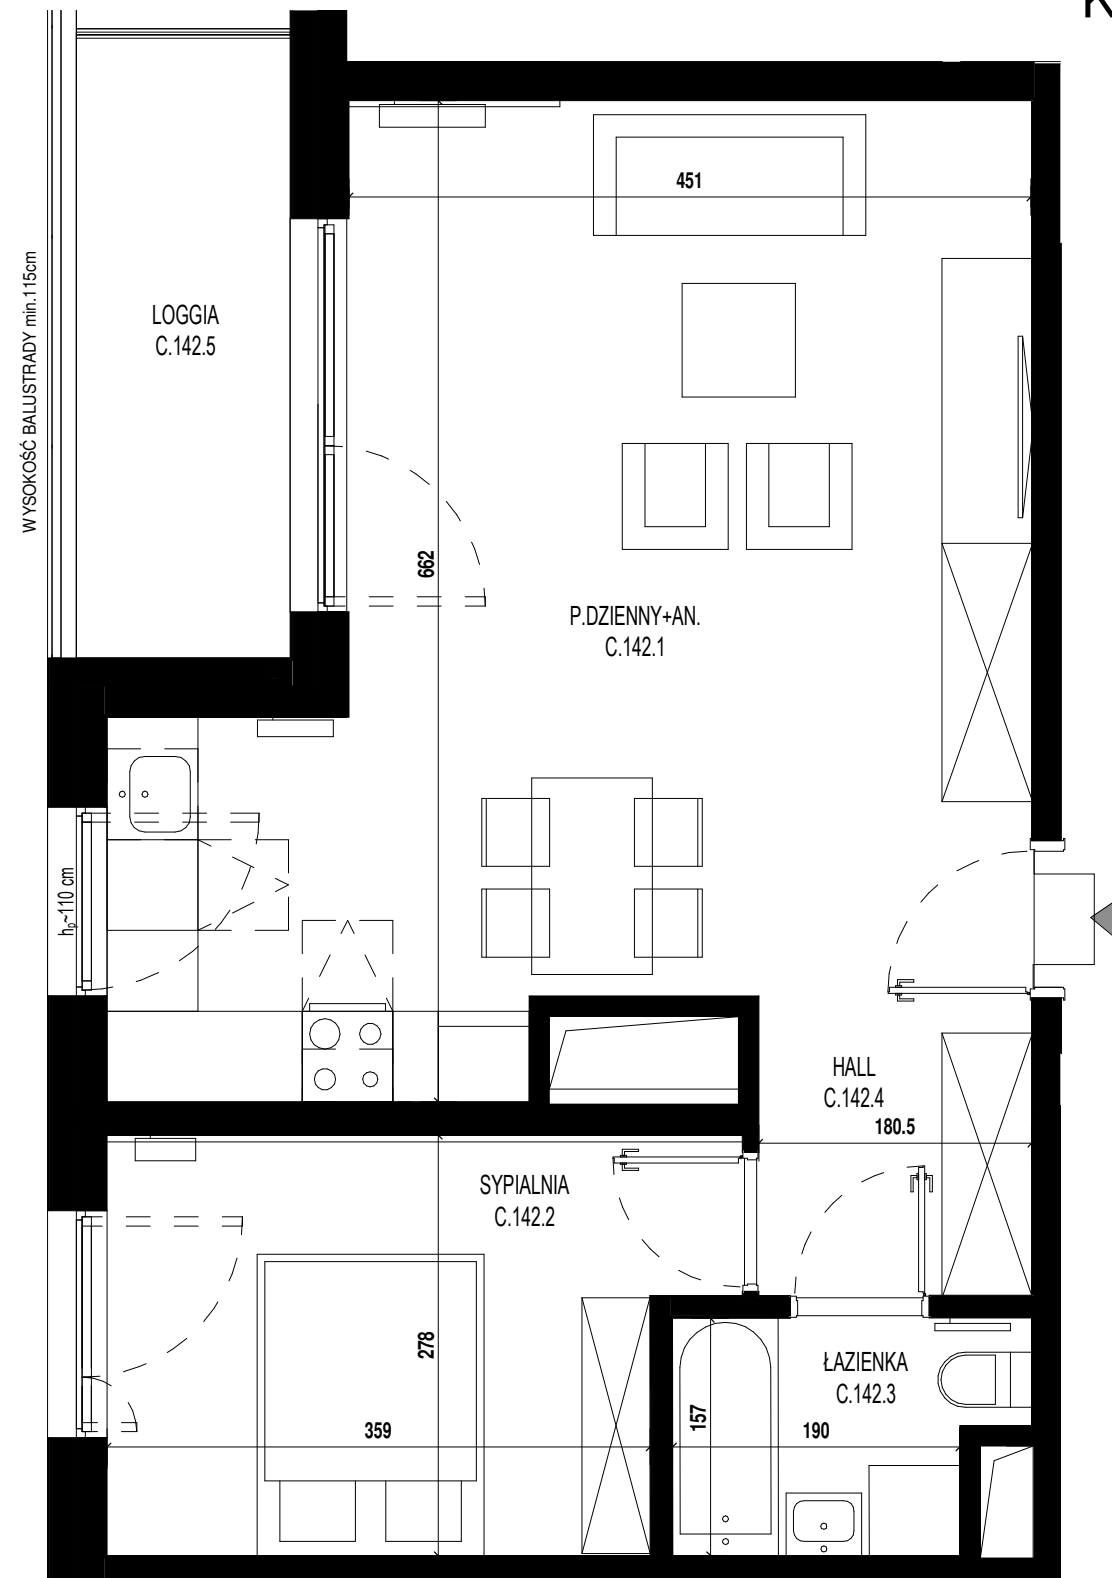 K
451
LOGGIA
C.142.5
WYSOKOŚĆ BALUSTRADY min.115cm
662
P.DZIENNY+AN.
C.142.1
hp~110 cm
HALL
C.142.4
180.5
SYPIALNIA
C.142.2
278
359
ŁAZIENKA
C.142.3
157
190